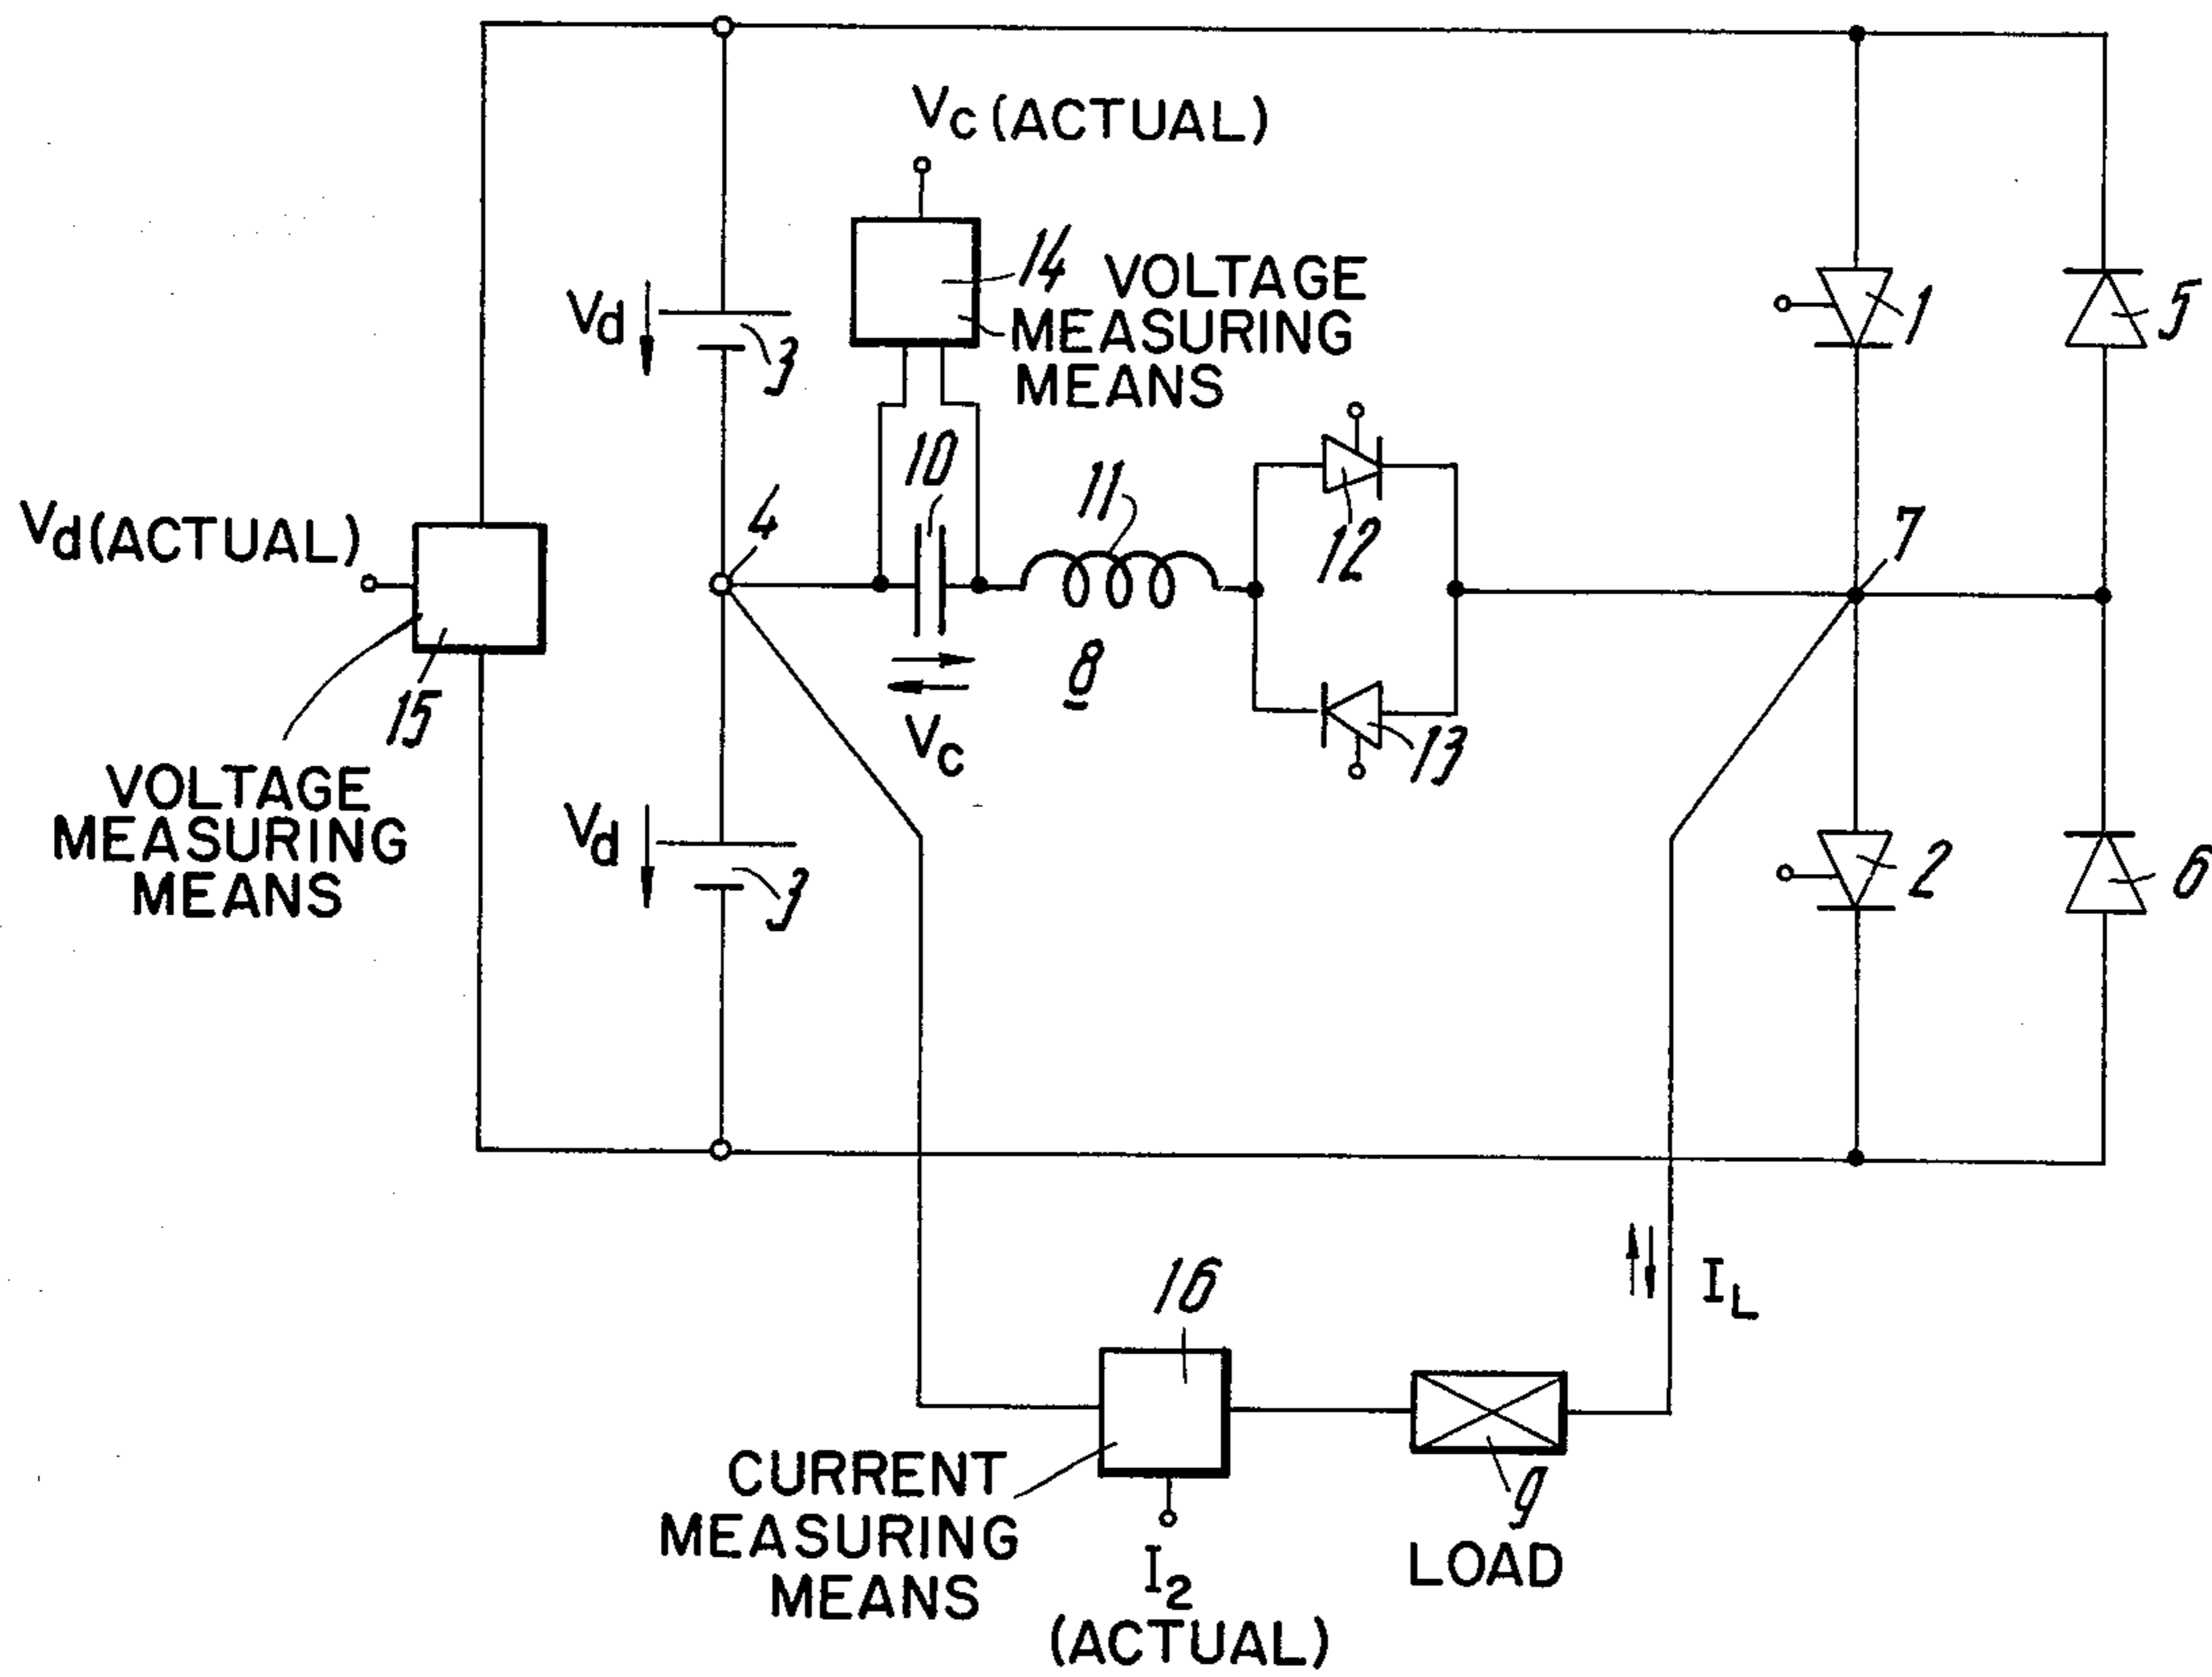 Vc (ACTUAL)
14
VOLTAGE
MEASURING
MEANS
1
5
Vd
3
10
11
12
4
7
Vd (ACTUAL)
15
VOLTAGE
MEASURING
MEANS
Vc
8
13
Vd
3
2
6
IL
16
CURRENT
MEASURING
MEANS
I2
(ACTUAL)
9
LOAD